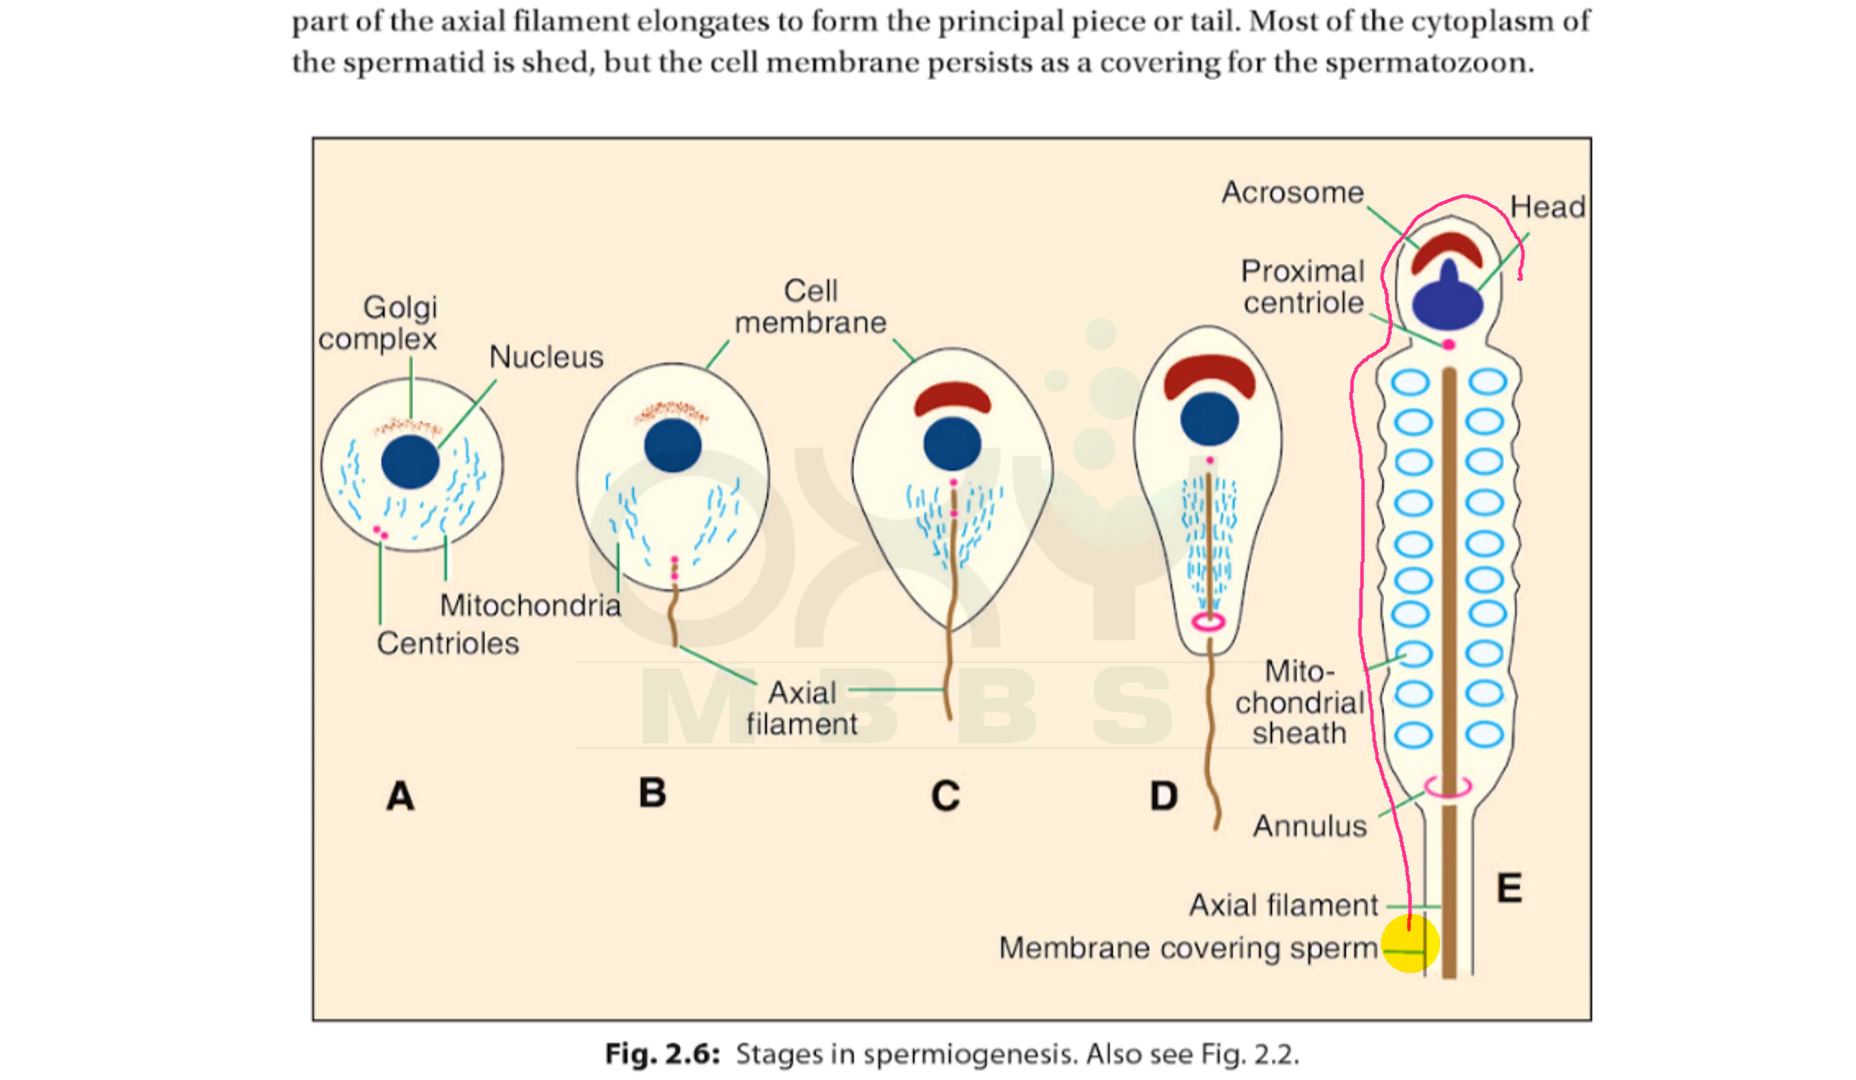 part of the axial filament elongates to form the principal piece or tail. Most of the cytoplasm of
the spermatid is shed, but the cell membrane persists as a covering for the spermatozoon.
Acrosome
Head
Proximal
centriole
Cell
membrane
Golgi
complex
Nucleus
Mitochondria
Centrioles
Axial
filament
Mito-
chondrial
sheath
OXY
MBBS
A
B
C
D
Annulus
E
Axial filament
Membrane covering sperm
Fig. 2.6: Stages in spermiogenesis. Also see Fig. 2.2.